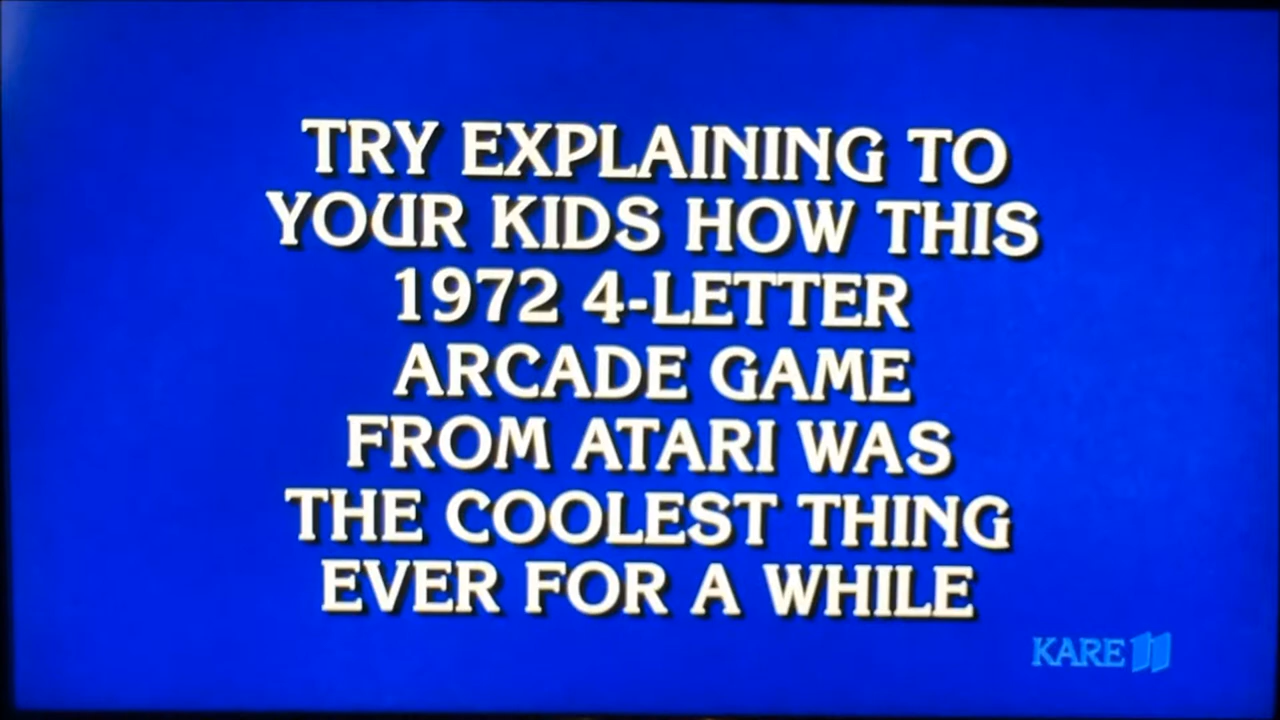 TRY EXPLAINING TO
YOUR KIDS HOW THIS
1972 4-LETTER
ARCADE GAME
FROM ATARI WAS
THE COOLEST THING
EVER FOR A WHILE
KARE 11